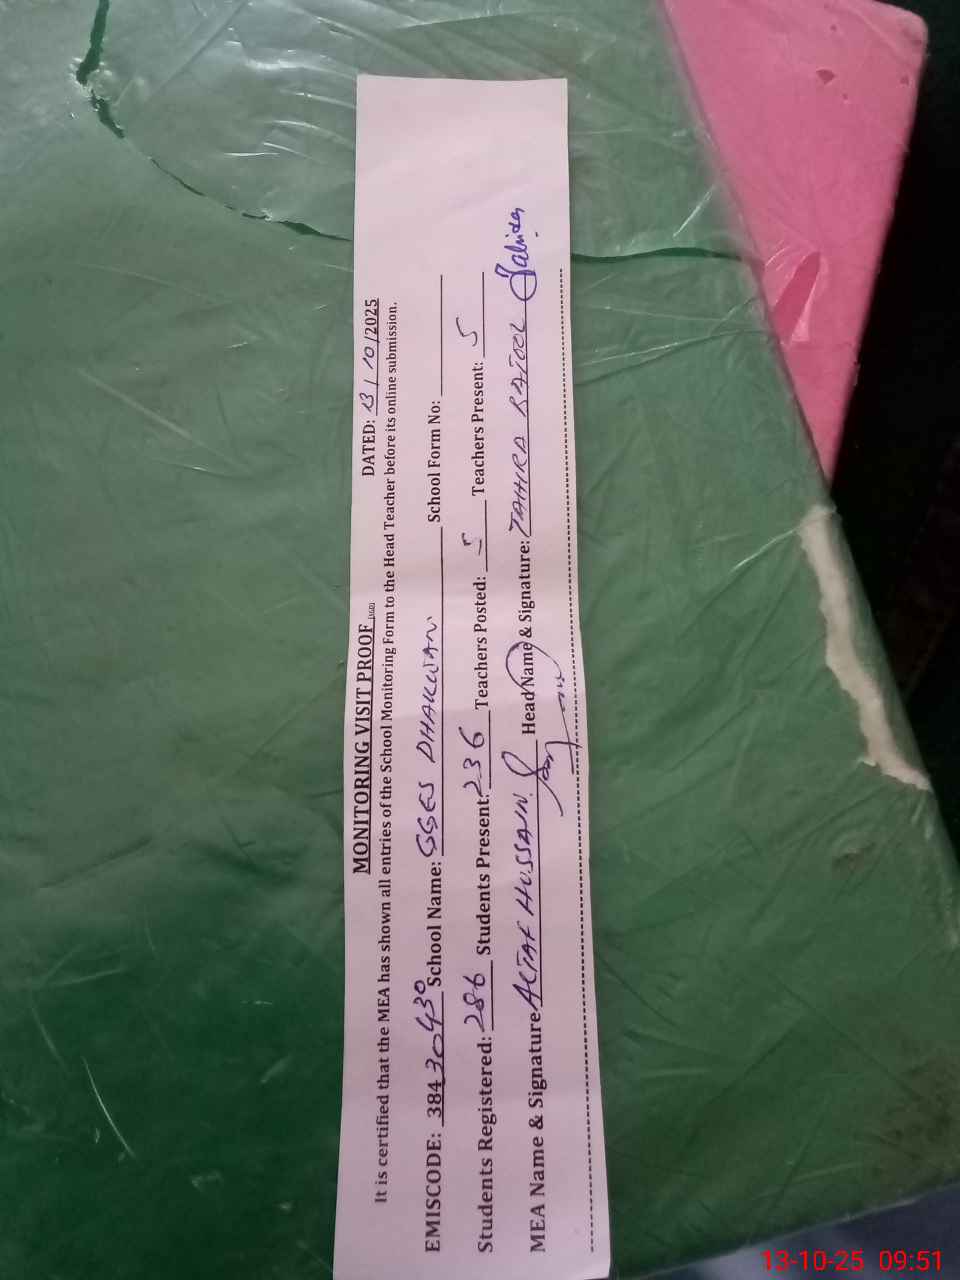 MONITORING VISIT PROOF DATED: 13/10/2025
It is certified that the MEA has shown all entries of the School Monitoring Form to the Head Teacher before its online submission.
EMISCODE: 38430430 School Name: GGES DHAKWAN School Form No:
Students Registered: 286 Students Present: 236 Teachers Posted: 5 Teachers Present: 5
MEA Name & Signature ALTAF HUSSAIN Head Name & Signature: TAHIRA BATOOL
13-10-25 09:51